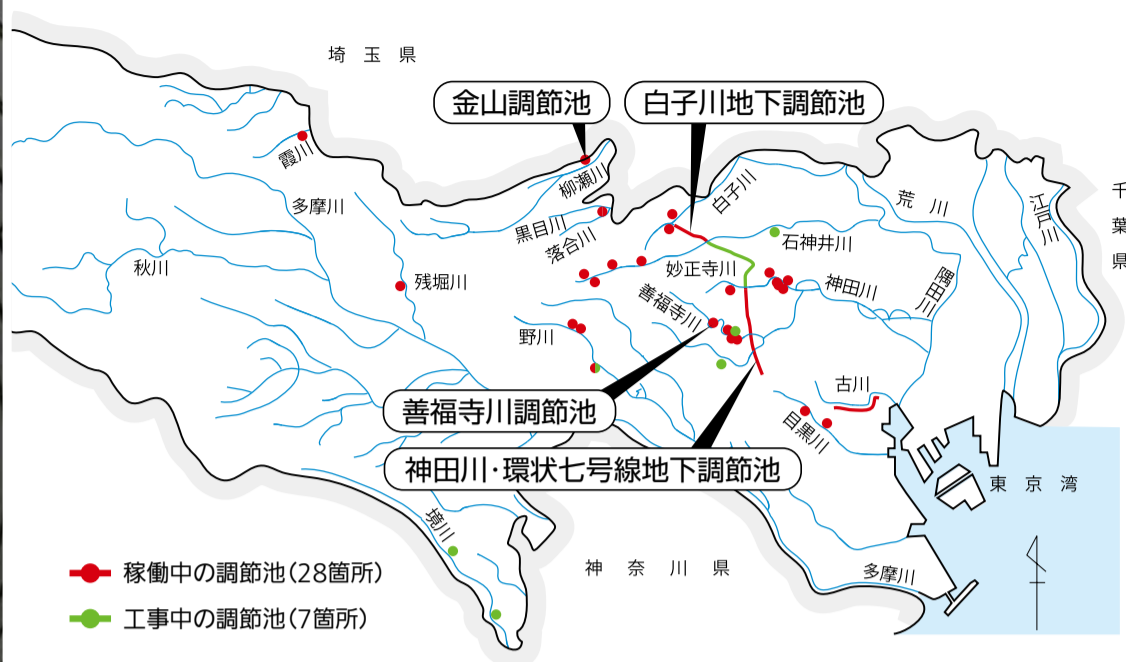 埼玉県
金山調節池
白子川地下調節池
霞川
柳瀬川
白子川
千葉県
多摩川
荒川
江戸川
黒目川
落合川
石神井川
秋川
残堀川
妙正寺川
神田川
隅田川
善福寺川
野川
古川
善福寺川調節池
目黒川
神田川・環状七号線地下調節池
東京湾
境川
神奈川県
多摩川
稼働中の調節池(28箇所)
工事中の調節池(7箇所)